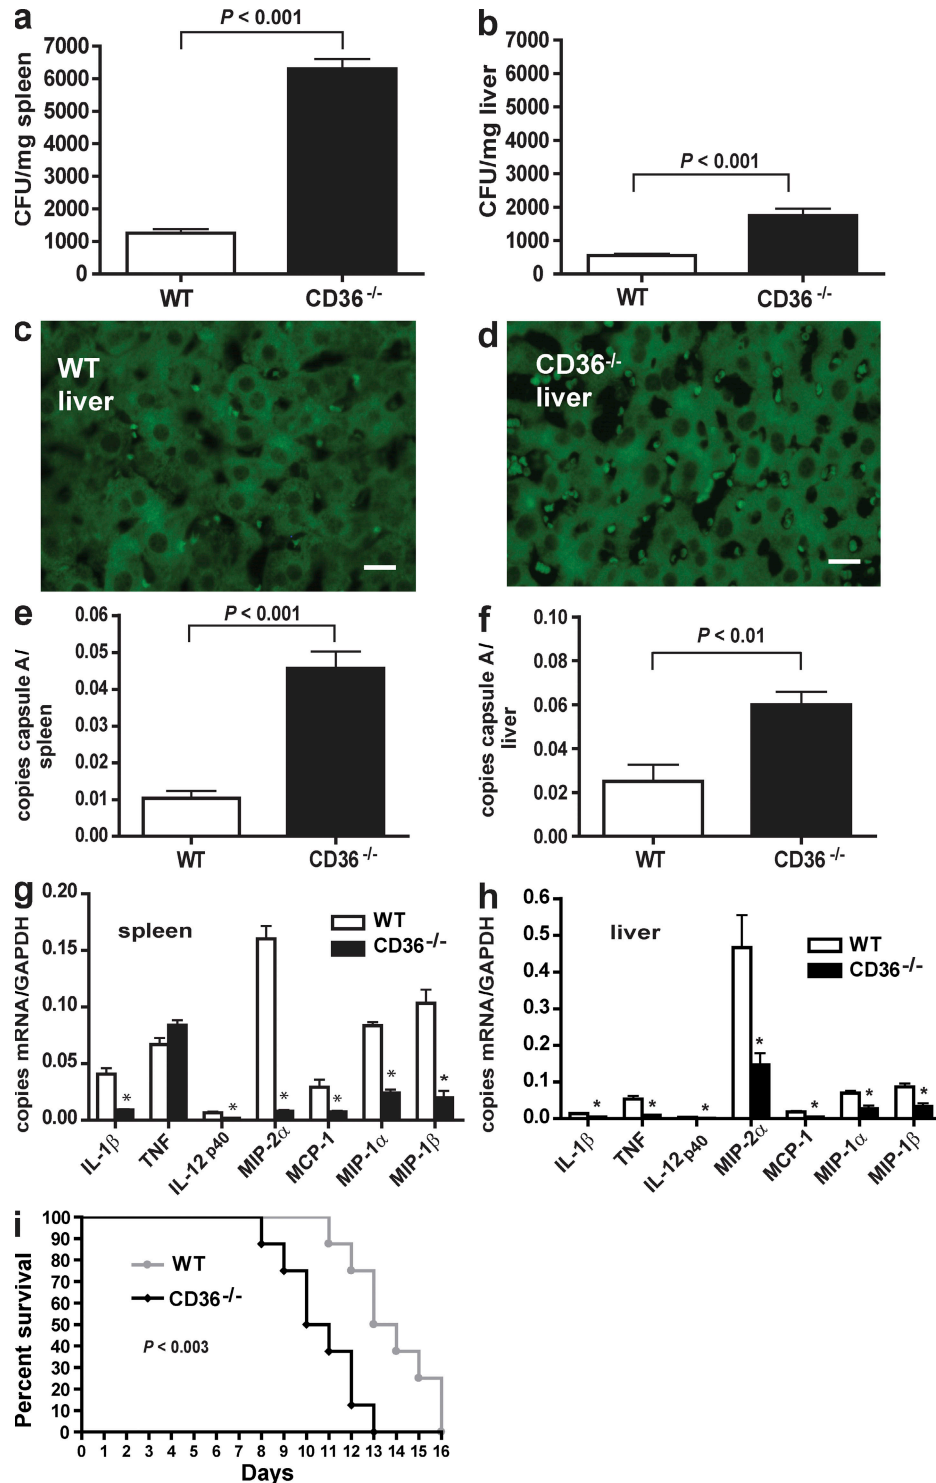 a
P < 0.001
CFU/mg spleen
7000
6000
5000
4000
3000
2000
1000
0
WT
CD36 -/-
b
P < 0.001
CFU/mg liver
7000
6000
5000
4000
3000
2000
1000
0
WT
CD36 -/-
c
WT
liver
d
CD36-/-
liver
e
P < 0.001
copies capsule A/
spleen
0.06
0.05
0.04
0.03
0.02
0.01
0.00
WT
CD36 -/-
f
P < 0.01
copies capsule A/
liver
0.10
0.08
0.06
0.04
0.02
0.00
WT
CD36 -/-
g
spleen
WT
CD36-/-
copies mRNA/GAPDH
0.20
0.15
0.10
0.05
0.00
* * * * * *
IL-1β
TNF
IL-12 p40
MIP-2α
MCP-1
MIP-1α
MIP-1β
h
liver
WT
CD36-/-
copies mRNA/GAPDH
0.6
0.5
0.4
0.3
0.2
0.1
0.0
* * * * * * *
IL-1β
TNF
IL-12 p40
MIP-2α
MCP-1
MIP-1α
MIP-1β
i
WT
CD36-/-
P < 0.003
Percent survival
100
90
80
70
60
50
40
30
20
10
0
0 1 2 3 4 5 6 7 8 9 10 11 12 13 14 15 16
Days